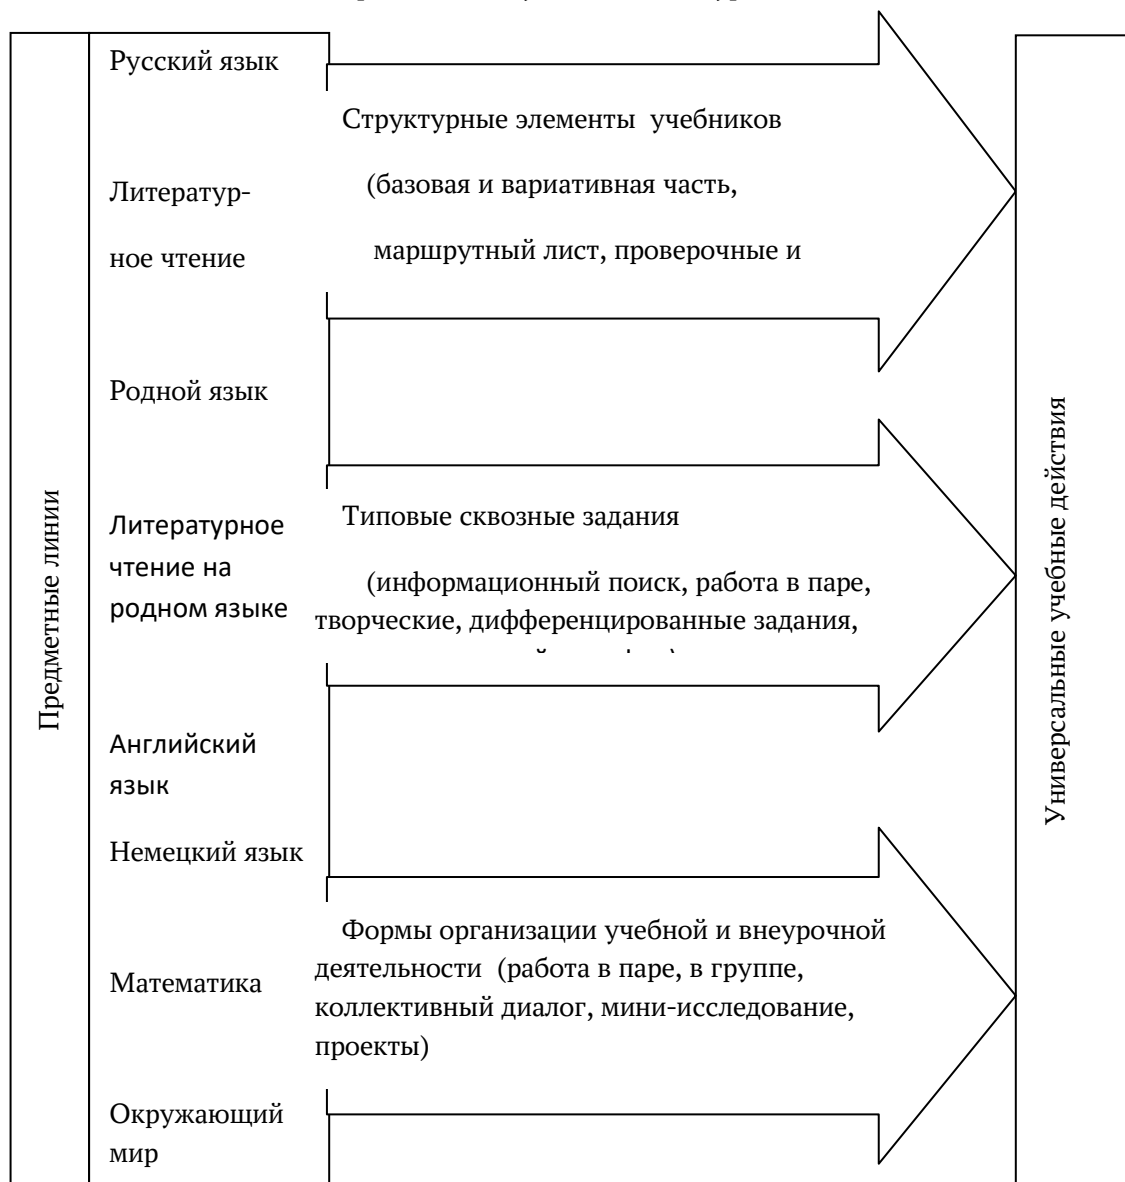 Предметные линии
Русский язык
Литератур-
ное чтение
Родной язык
Литературное
чтение на
родном языке
Английский
язык
Немецкий язык
Математика
Окружающий
мир
Структурные элементы учебников
(базовая и вариативная часть,
маршрутный лист, проверочные и
Типовые сквозные задания
(информационный поиск, работа в паре,
творческие, дифференцированные задания,
Формы организации учебной и внеурочной
деятельности (работа в паре, в группе,
коллективный диалог, мини-исследование,
проекты)
Универсальные учебные действия